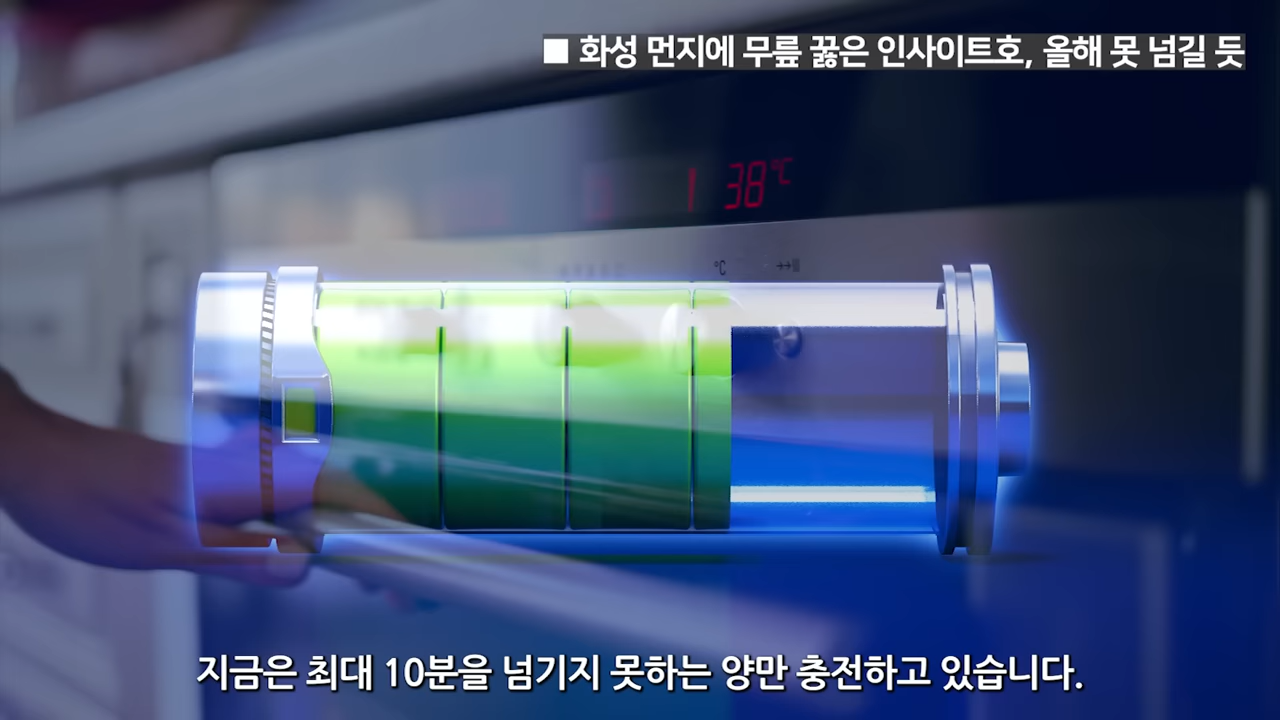 ■ 화성 먼지에 무릎 꿇은 인사이트호, 올해 못 넘길 듯
1 38°C
°C
지금은 최대 10분을 넘기지 못하는 양만 충전하고 있습니다.